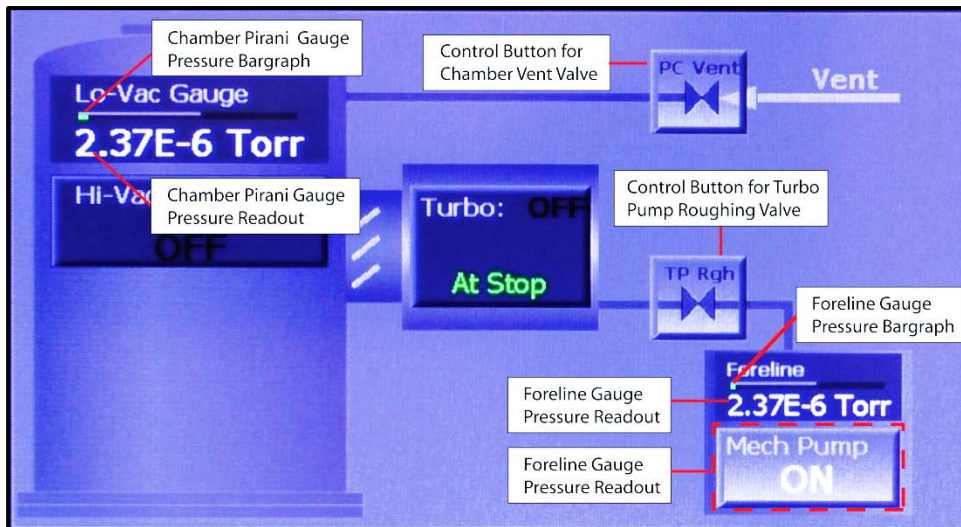 Chamber Pirani Gauge
Pressure Bargraph
Control Button for
Chamber Vent Valve
PC Vent
Vent
Lo-Vac Gauge
2.37E-6 Torr
Chamber Pirani Gauge
Pressure Readout
Hi-Vac
OFF
Turbo: OFF
At Stop
Control Button for Turbo
Pump Roughing Valve
TP Rgh
Foreline Gauge
Pressure Bargraph
Foreline
2.37E-6 Torr
Foreline Gauge
Pressure Readout
Mech Pump
ON
Foreline Gauge
Pressure Readout